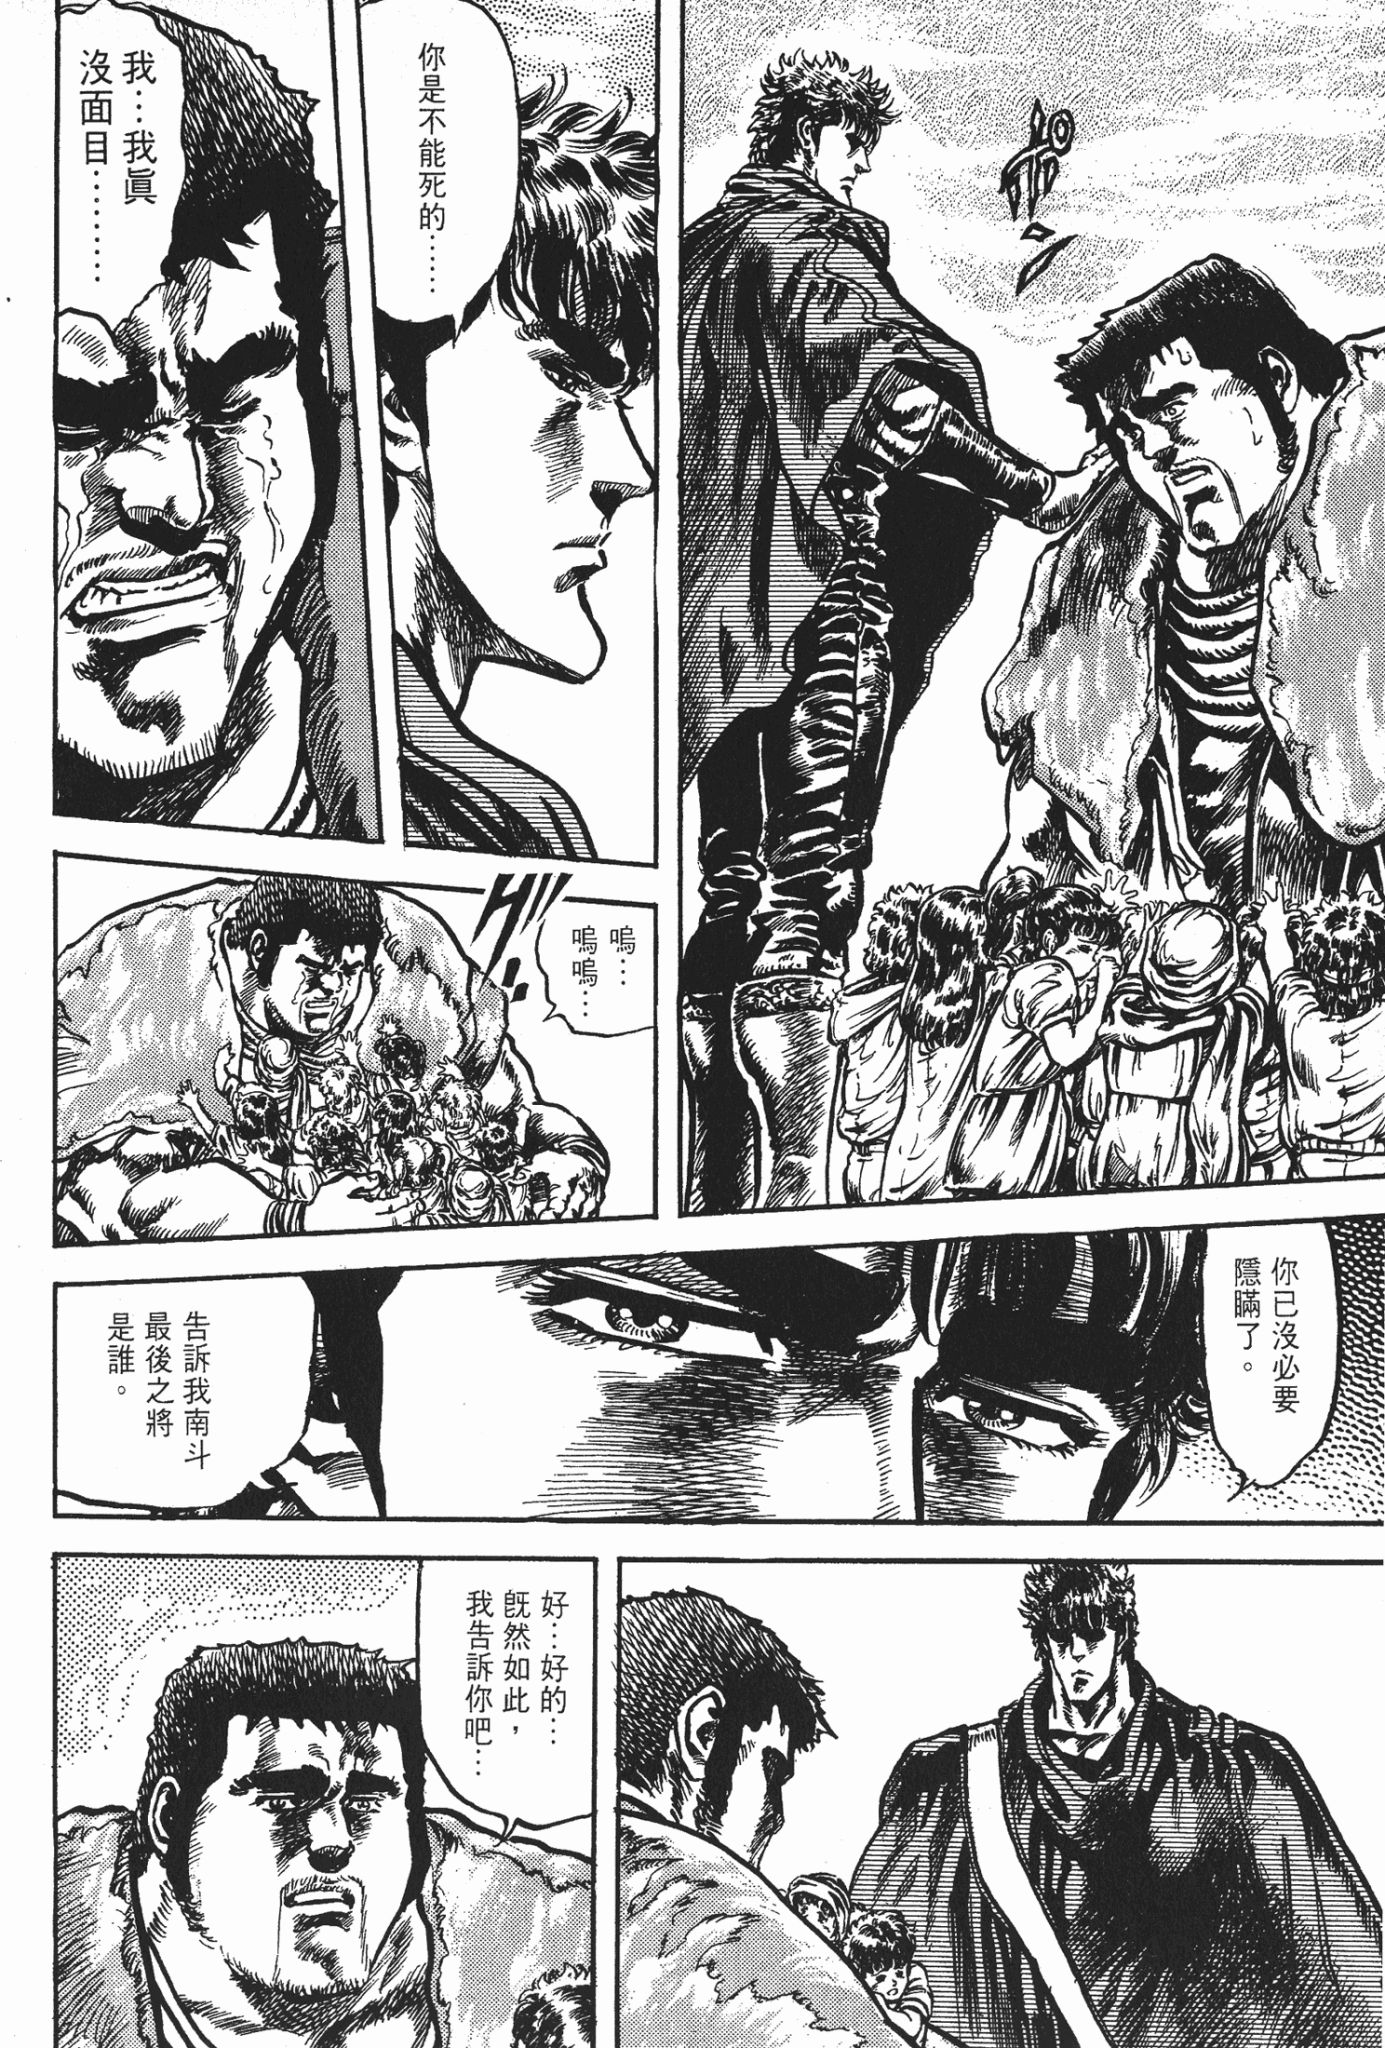 你是不能死的……
我…我眞
沒面目………
嗚…
嗚嗚…
你已沒必要
隱瞞了。
告訴我南斗
最後之將
是誰。
好…好的…
旣然如此，
我告訴你吧…